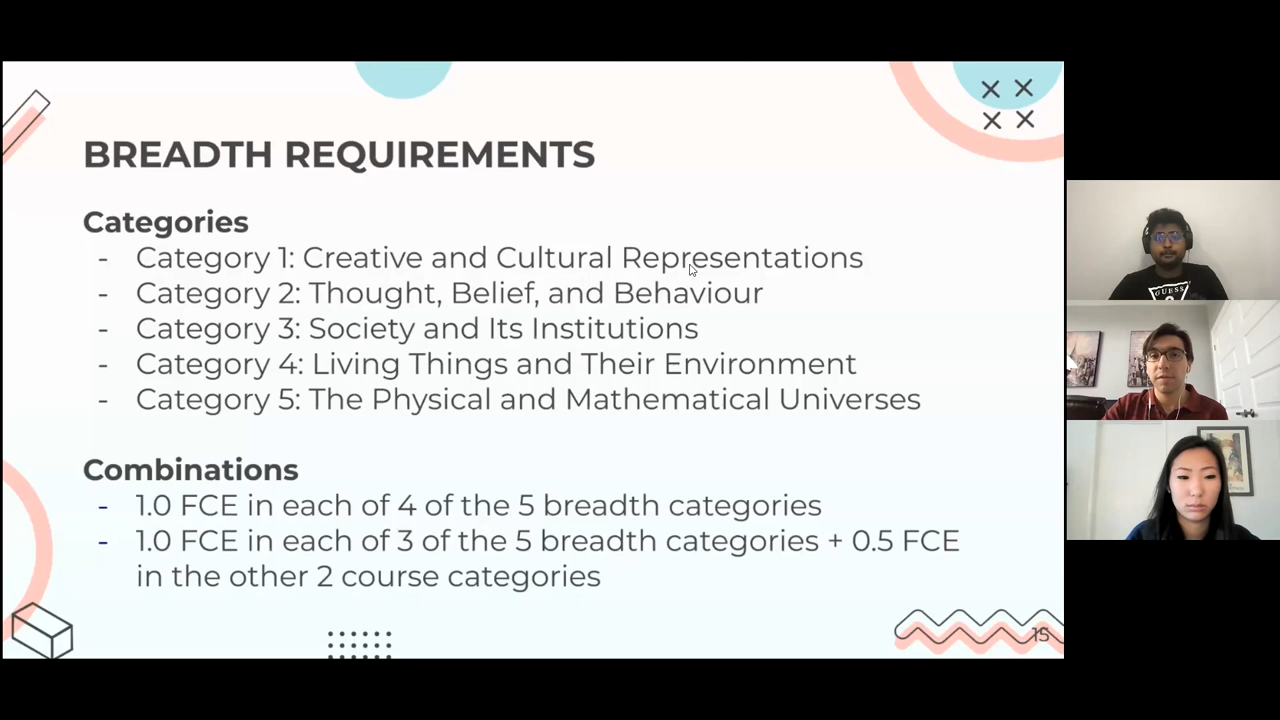 BREADTH REQUIREMENTS
Categories
- Category 1: Creative and Cultural Representations
- Category 2: Thought, Belief, and Behaviour
- Category 3: Society and Its Institutions
- Category 4: Living Things and Their Environment
- Category 5: The Physical and Mathematical Universes
Combinations
- 1.0 FCE in each of 4 of the 5 breadth categories
- 1.0 FCE in each of 3 of the 5 breadth categories + 0.5 FCE
in the other 2 course categories
15
GUESS